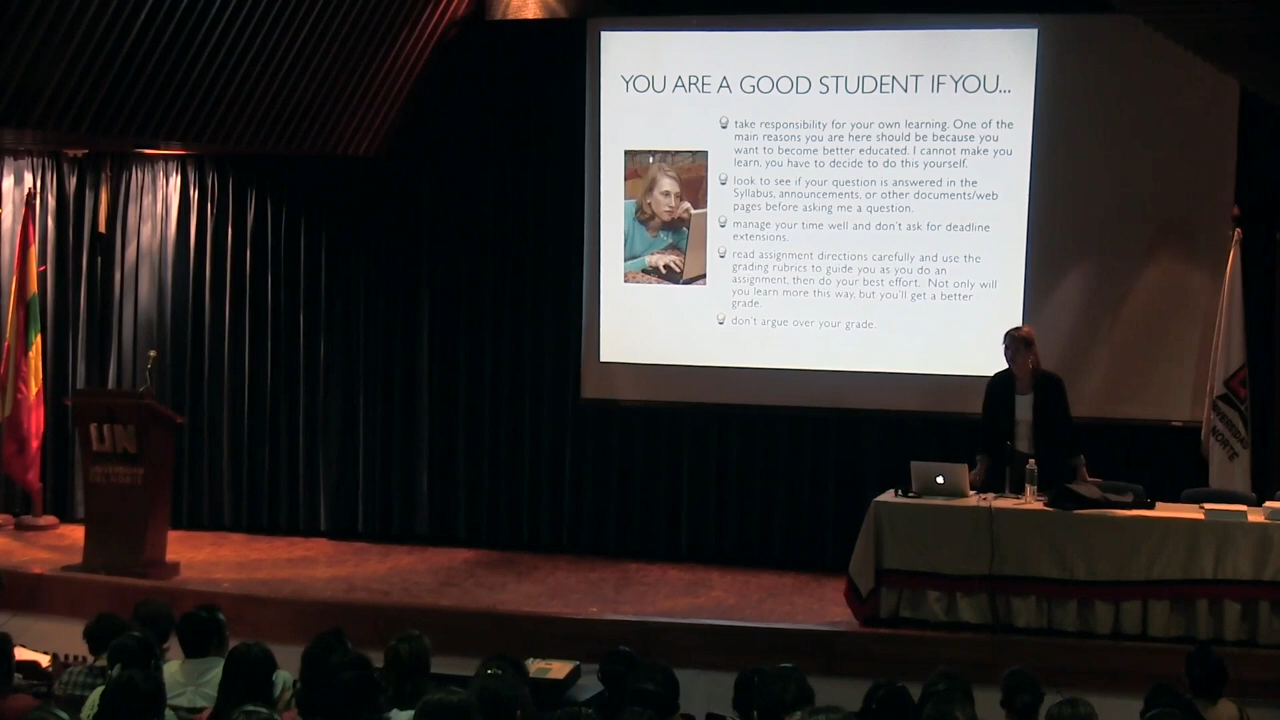 YOU ARE A GOOD STUDENT IF YOU...
take responsibility for your own learning. One of the
main reasons you are here should be because you
want to become better educated. I cannot make you
learn, you have to decide to do this yourself.
look to see if your question is answered in the
Syllabus, announcements, or other documents/web
pages before asking me a question.
manage your time well and don't ask for deadline
extensions.
read assignment directions carefully and use the
grading rubrics to guide you as you do an
assignment, then do your best effort. Not only will
you learn more this way, but you'll get a better
grade.
don't argue over your grade.
UN
UNIVERSIDAD
DEL NORTE
UNIVERSIDAD
NORTE